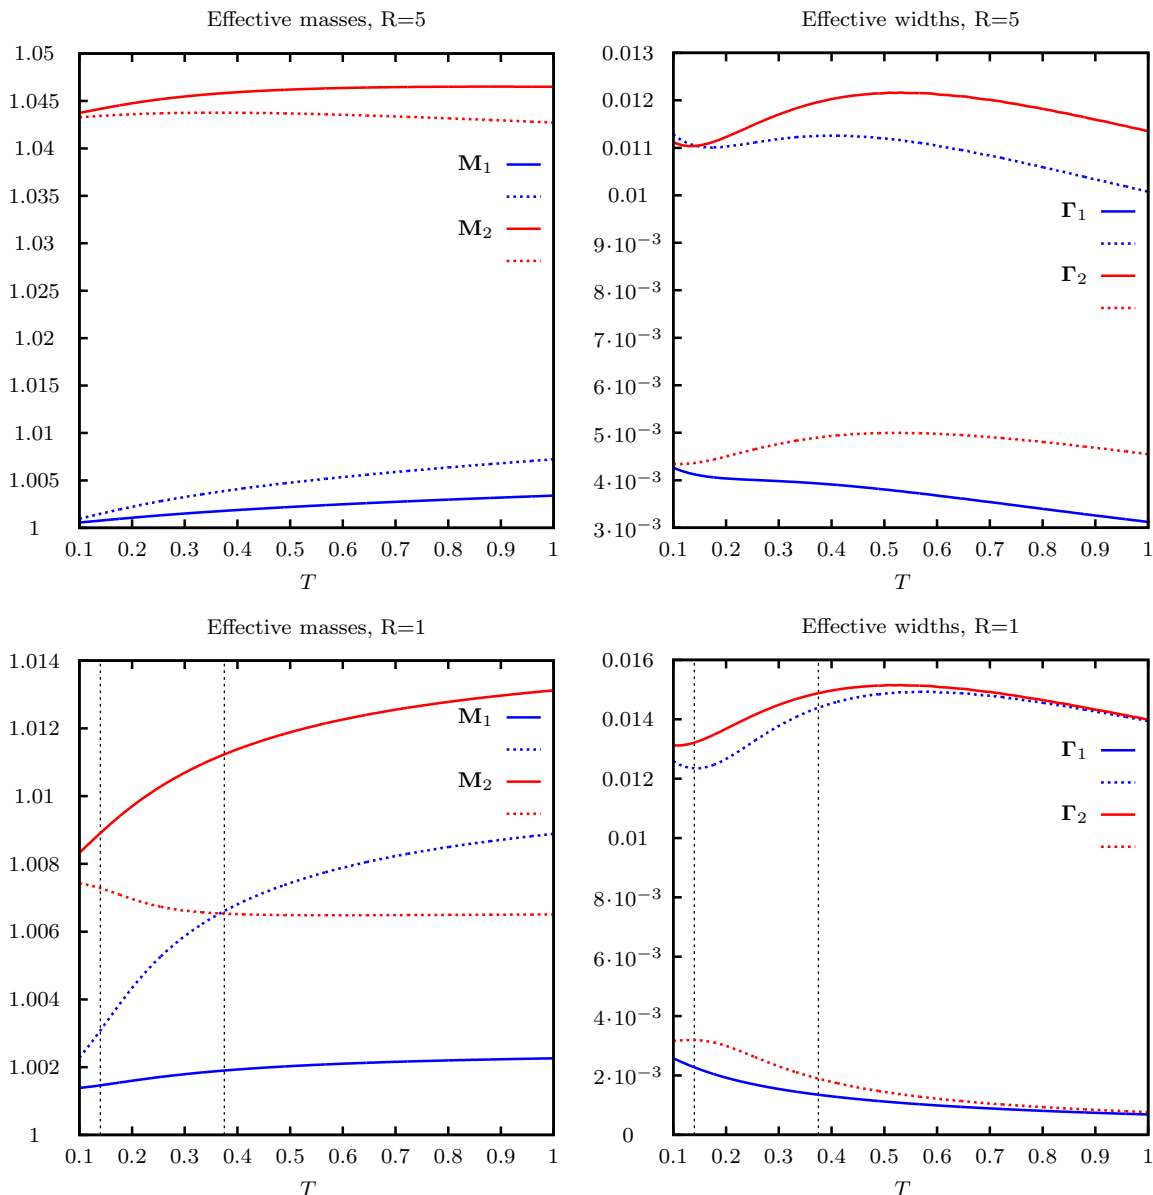 Effective masses, R=5
1.05
1.045
1.04
1.035
1.03
1.025
1.02
1.015
1.01
1.005
1
M₁
M₂
0.1 0.2 0.3 0.4 0.5 0.6 0.7 0.8 0.9 1
T
Effective widths, R=5
0.013
0.012
0.011
0.01
9·10⁻³
8·10⁻³
7·10⁻³
6·10⁻³
5·10⁻³
4·10⁻³
3·10⁻³
Γ₁
Γ₂
0.1 0.2 0.3 0.4 0.5 0.6 0.7 0.8 0.9 1
T
Effective masses, R=1
1.014
1.012
1.01
1.008
1.006
1.004
1.002
1
M₁
M₂
0.1 0.2 0.3 0.4 0.5 0.6 0.7 0.8 0.9 1
T
Effective widths, R=1
0.016
0.014
0.012
0.01
8·10⁻³
6·10⁻³
4·10⁻³
2·10⁻³
0
Γ₁
Γ₂
0.1 0.2 0.3 0.4 0.5 0.6 0.7 0.8 0.9 1
T